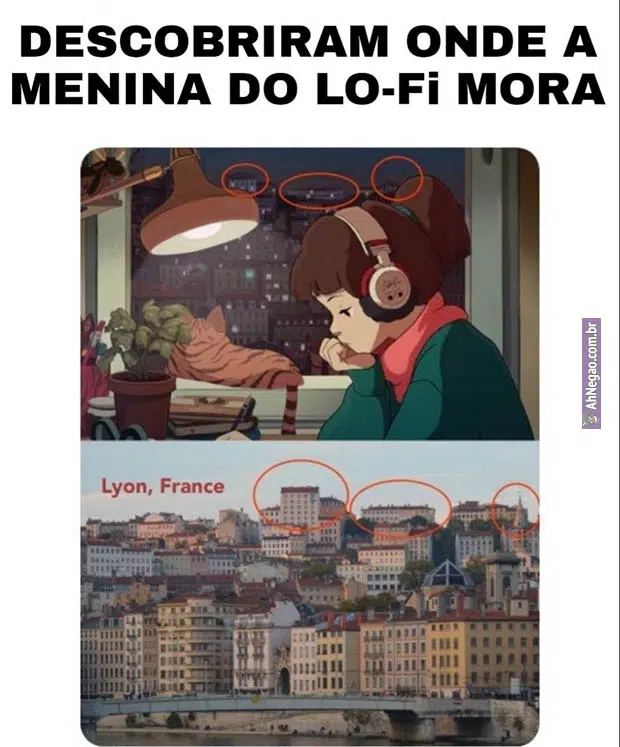 DESCOBRIRAM ONDE A
MENINA DO LO-Fi MORA
AhNegao.com.br
Lyon, France